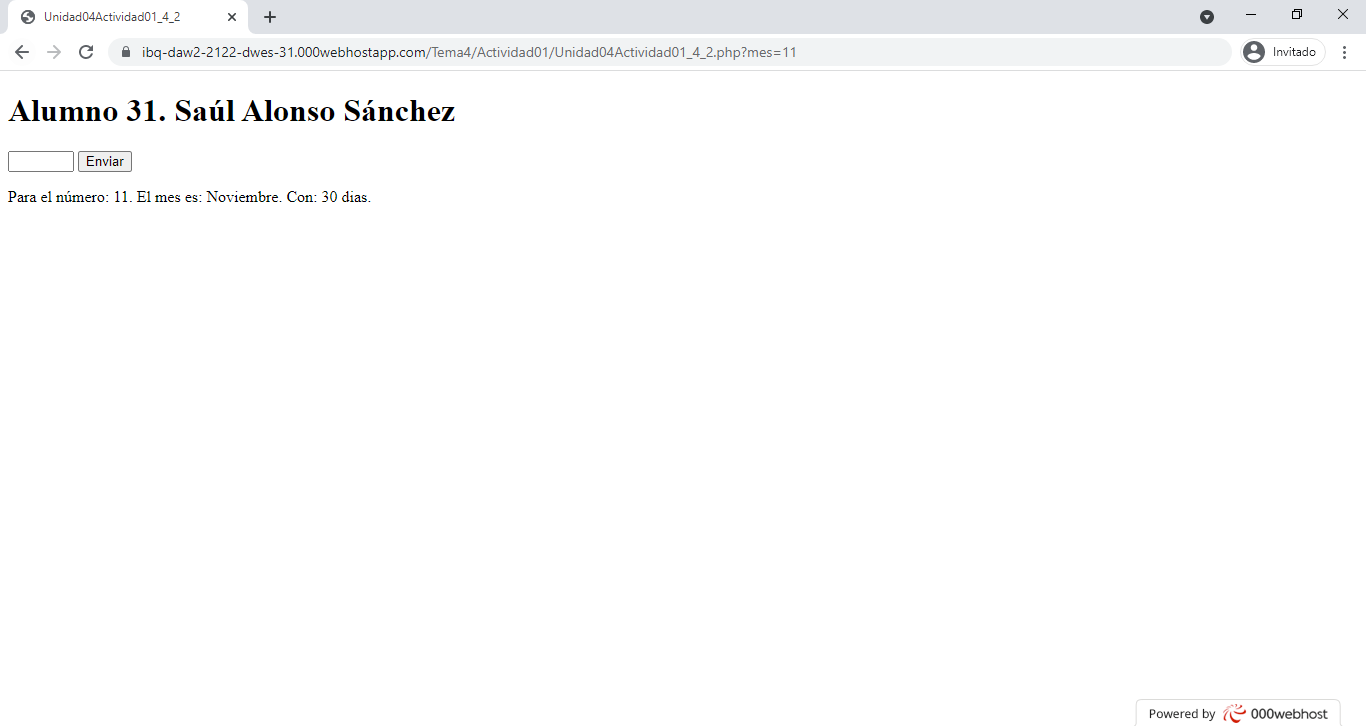 Unidad04Actividad01_4_2
ibq-daw2-2122-dwes-31.000webhostapp.com/Tema4/Actividad01/Unidad04Actividad01_4_2.php?mes=11
Invitado
Alumno 31. Saúl Alonso Sánchez
Enviar
Para el número: 11. El mes es: Noviembre. Con: 30 dias.
Powered by 000webhost